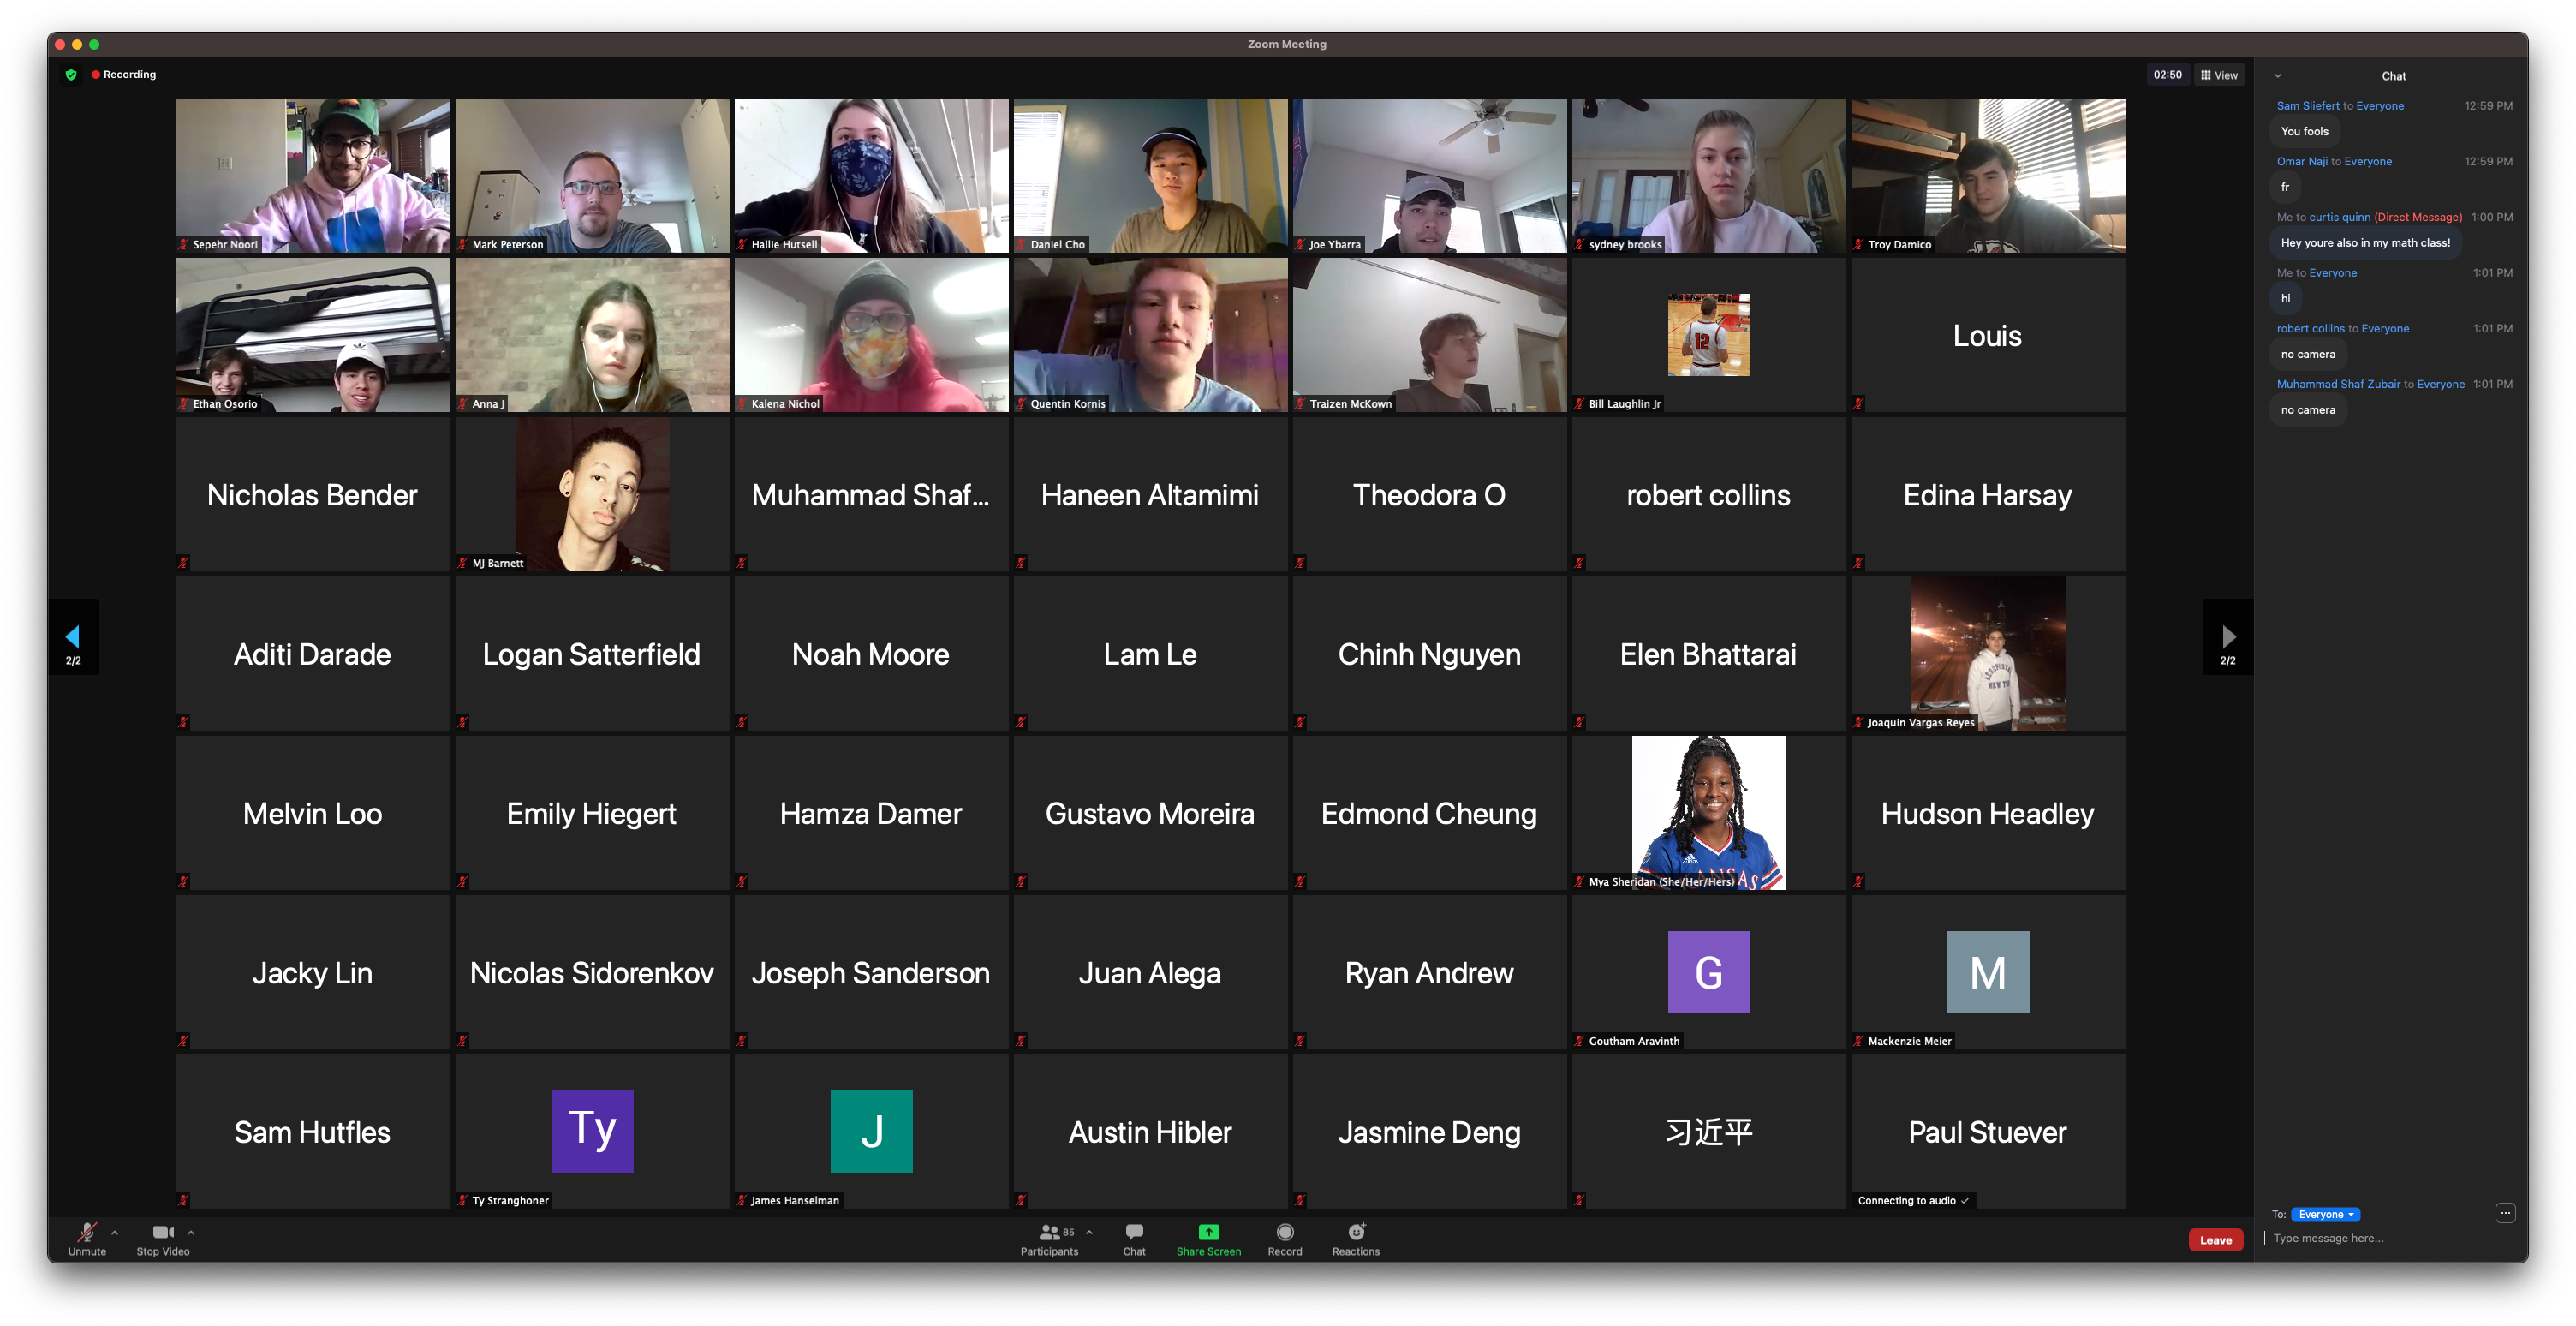 Zoom Meeting
Recording
02:50
View
Sepehr Noori
Mark Peterson
Hallie Hutsell
Daniel Cho
Joe Ybarra
sydney brooks
Troy Damico
Ethan Osorio
Anna J
Kalena Nichol
Quentin Kornis
Traizen McKown
12
Bill Laughlin Jr
Louis
Nicholas Bender
MJ Barnett
Muhammad Shaf...
Haneen Altamimi
Theodora O
robert collins
Edina Harsay
Aditi Darade
Logan Satterfield
Noah Moore
Lam Le
Chinh Nguyen
Elen Bhattarai
NEW
Joaquin Vargas Reyes
2/2
2/2
Melvin Loo
Emily Hiegert
Hamza Damer
Gustavo Moreira
Edmond Cheung
Mya Sheridan (She/Her/Hers)
Hudson Headley
Jacky Lin
Nicolas Sidorenkov
Joseph Sanderson
Juan Alega
Ryan Andrew
G
Goutham Aravinth
M
Mackenzie Meier
Sam Hutfles
Ty
Ty Stranghoner
J
James Hanselman
Austin Hibler
Jasmine Deng
习近平
Paul Stuever
Connecting to audio
Unmute
Stop Video
85
Participants
Chat
Share Screen
Record
Reactions
Leave
Chat
Sam Sliefert to Everyone 12:59 PM
You fools
Omar Naji to Everyone 12:59 PM
fr
Me to curtis quinn (Direct Message) 1:00 PM
Hey youre also in my math class!
Me to Everyone 1:01 PM
hi
robert collins to Everyone 1:01 PM
no camera
Muhammad Shaf Zubair to Everyone 1:01 PM
no camera
To: Everyone
...
Type message here...